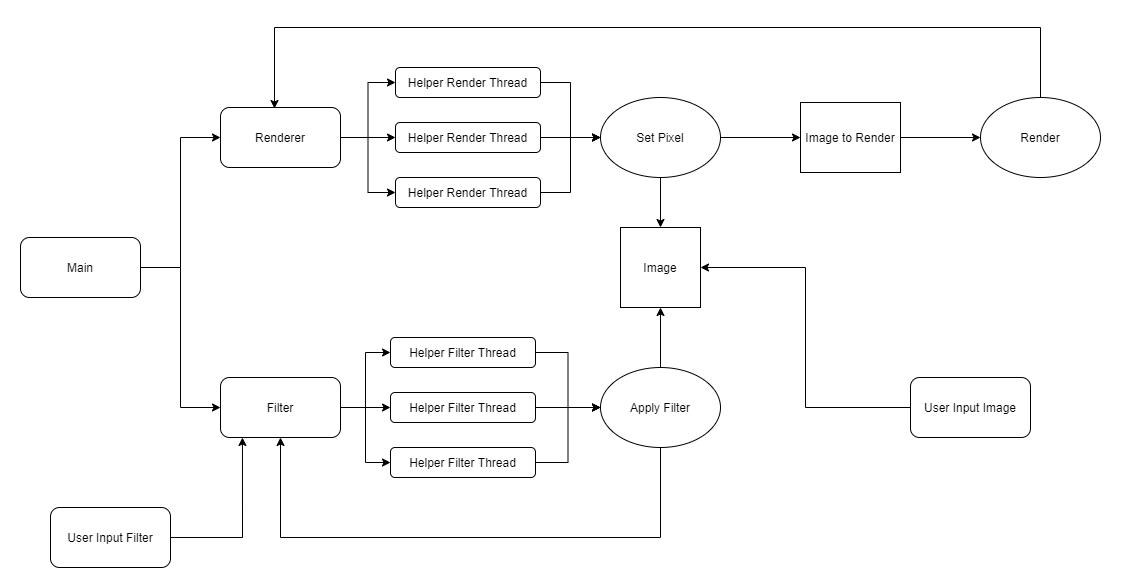 Helper Render Thread
Renderer
Helper Render Thread
Set Pixel
Image to Render
Render
Helper Render Thread
Main
Image
Helper Filter Thread
Filter
Helper Filter Thread
Apply Filter
User Input Image
Helper Filter Thread
User Input Filter